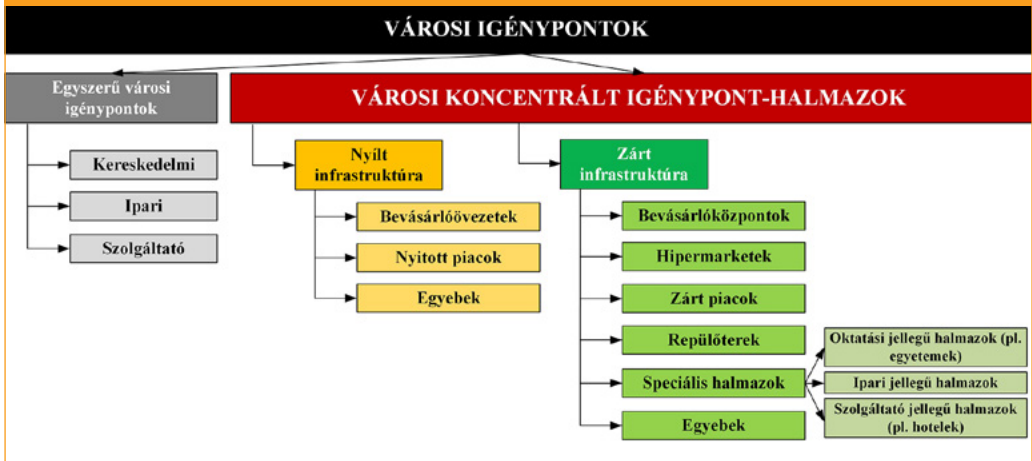 VÁROSI IGÉNYPONTOK
Egyszerű városi
igénypontok
Kereskedelmi
Ipari
Szolgáltató
VÁROSI KONCENTRÁLT IGÉNYPONT-HALMAZOK
Nyílt
infrastruktúra
Bevásárlóövezetek
Nyitott piacok
Egyebek
Zárt
infrastruktúra
Bevásárlóközpontok
Hipermarketek
Zárt piacok
Repülőterek
Speciális halmazok
Egyebek
Oktatási jellegű halmazok (pl.
egyetemek)
Ipari jellegű halmazok
Szolgáltató jellegű halmazok
(pl. hotelek)